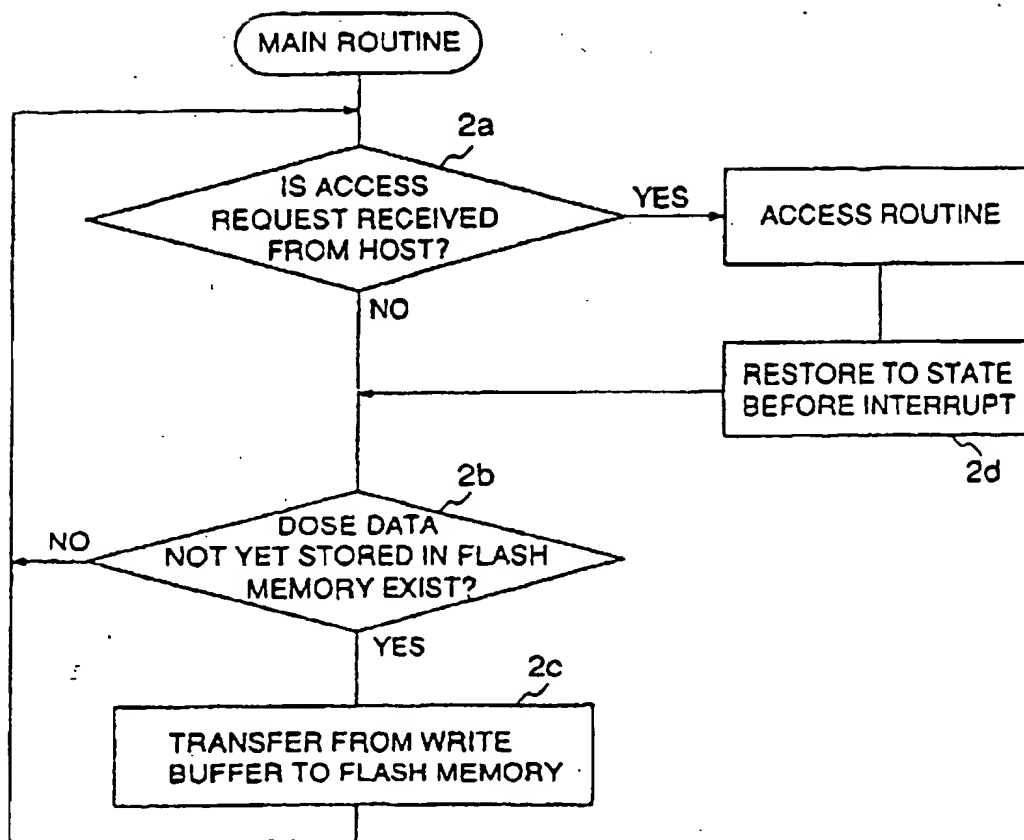 MAIN ROUTINE
2a
IS ACCESS
REQUEST RECEIVED
FROM HOST?
YES
ACCESS ROUTINE
NO
RESTORE TO STATE
BEFORE INTERRUPT
2d
2b
DOSE DATA
NOT YET STORED IN FLASH
MEMORY EXIST?
NO
YES
2c
TRANSFER FROM WRITE
BUFFER TO FLASH MEMORY